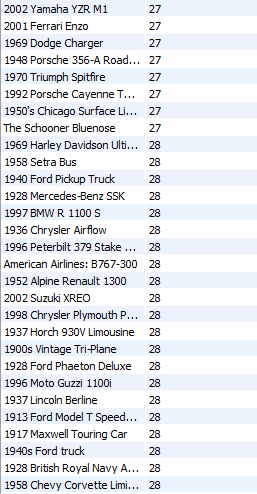 2002 Yamaha YZR M1 27
2001 Ferrari Enzo 27
1969 Dodge Charger 27
1948 Porsche 356-A Road... 27
1970 Triumph Spitfire 27
1992 Porsche Cayenne T... 27
1950's Chicago Surface Li... 27
The Schooner Bluenose 27
1969 Harley Davidson Ulti... 28
1958 Setra Bus 28
1940 Ford Pickup Truck 28
1928 Mercedes-Benz SSK 28
1997 BMW R 1100 S 28
1936 Chrysler Airflow 28
1996 Peterbilt 379 Stake ... 28
American Airlines: B767-300 28
1952 Alpine Renault 1300 28
2002 Suzuki XREO 28
1998 Chrysler Plymouth P... 28
1937 Horch 930V Limousine 28
1900s Vintage Tri-Plane 28
1928 Ford Phaeton Deluxe 28
1996 Moto Guzzi 1100i 28
1937 Lincoln Berline 28
1913 Ford Model T Speed... 28
1917 Maxwell Touring Car 28
1940s Ford truck 28
1928 British Royal Navy A... 28
1958 Chevy Corvette Limi... 28